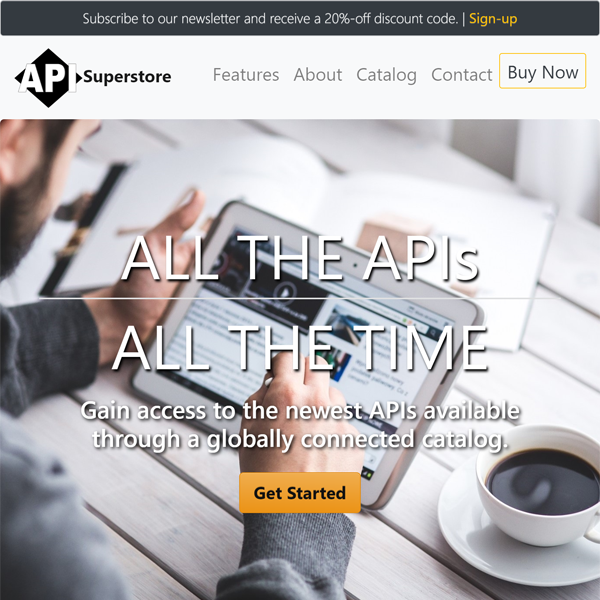 Subscribe to our newsletter and receive a 20%-off discount code. | Sign-up
API Superstore
Features About Catalog Contact Buy Now
ALL THE APIs
ALL THE TIME
Gain access to the newest APIs available
through a globally connected catalog.
Get Started